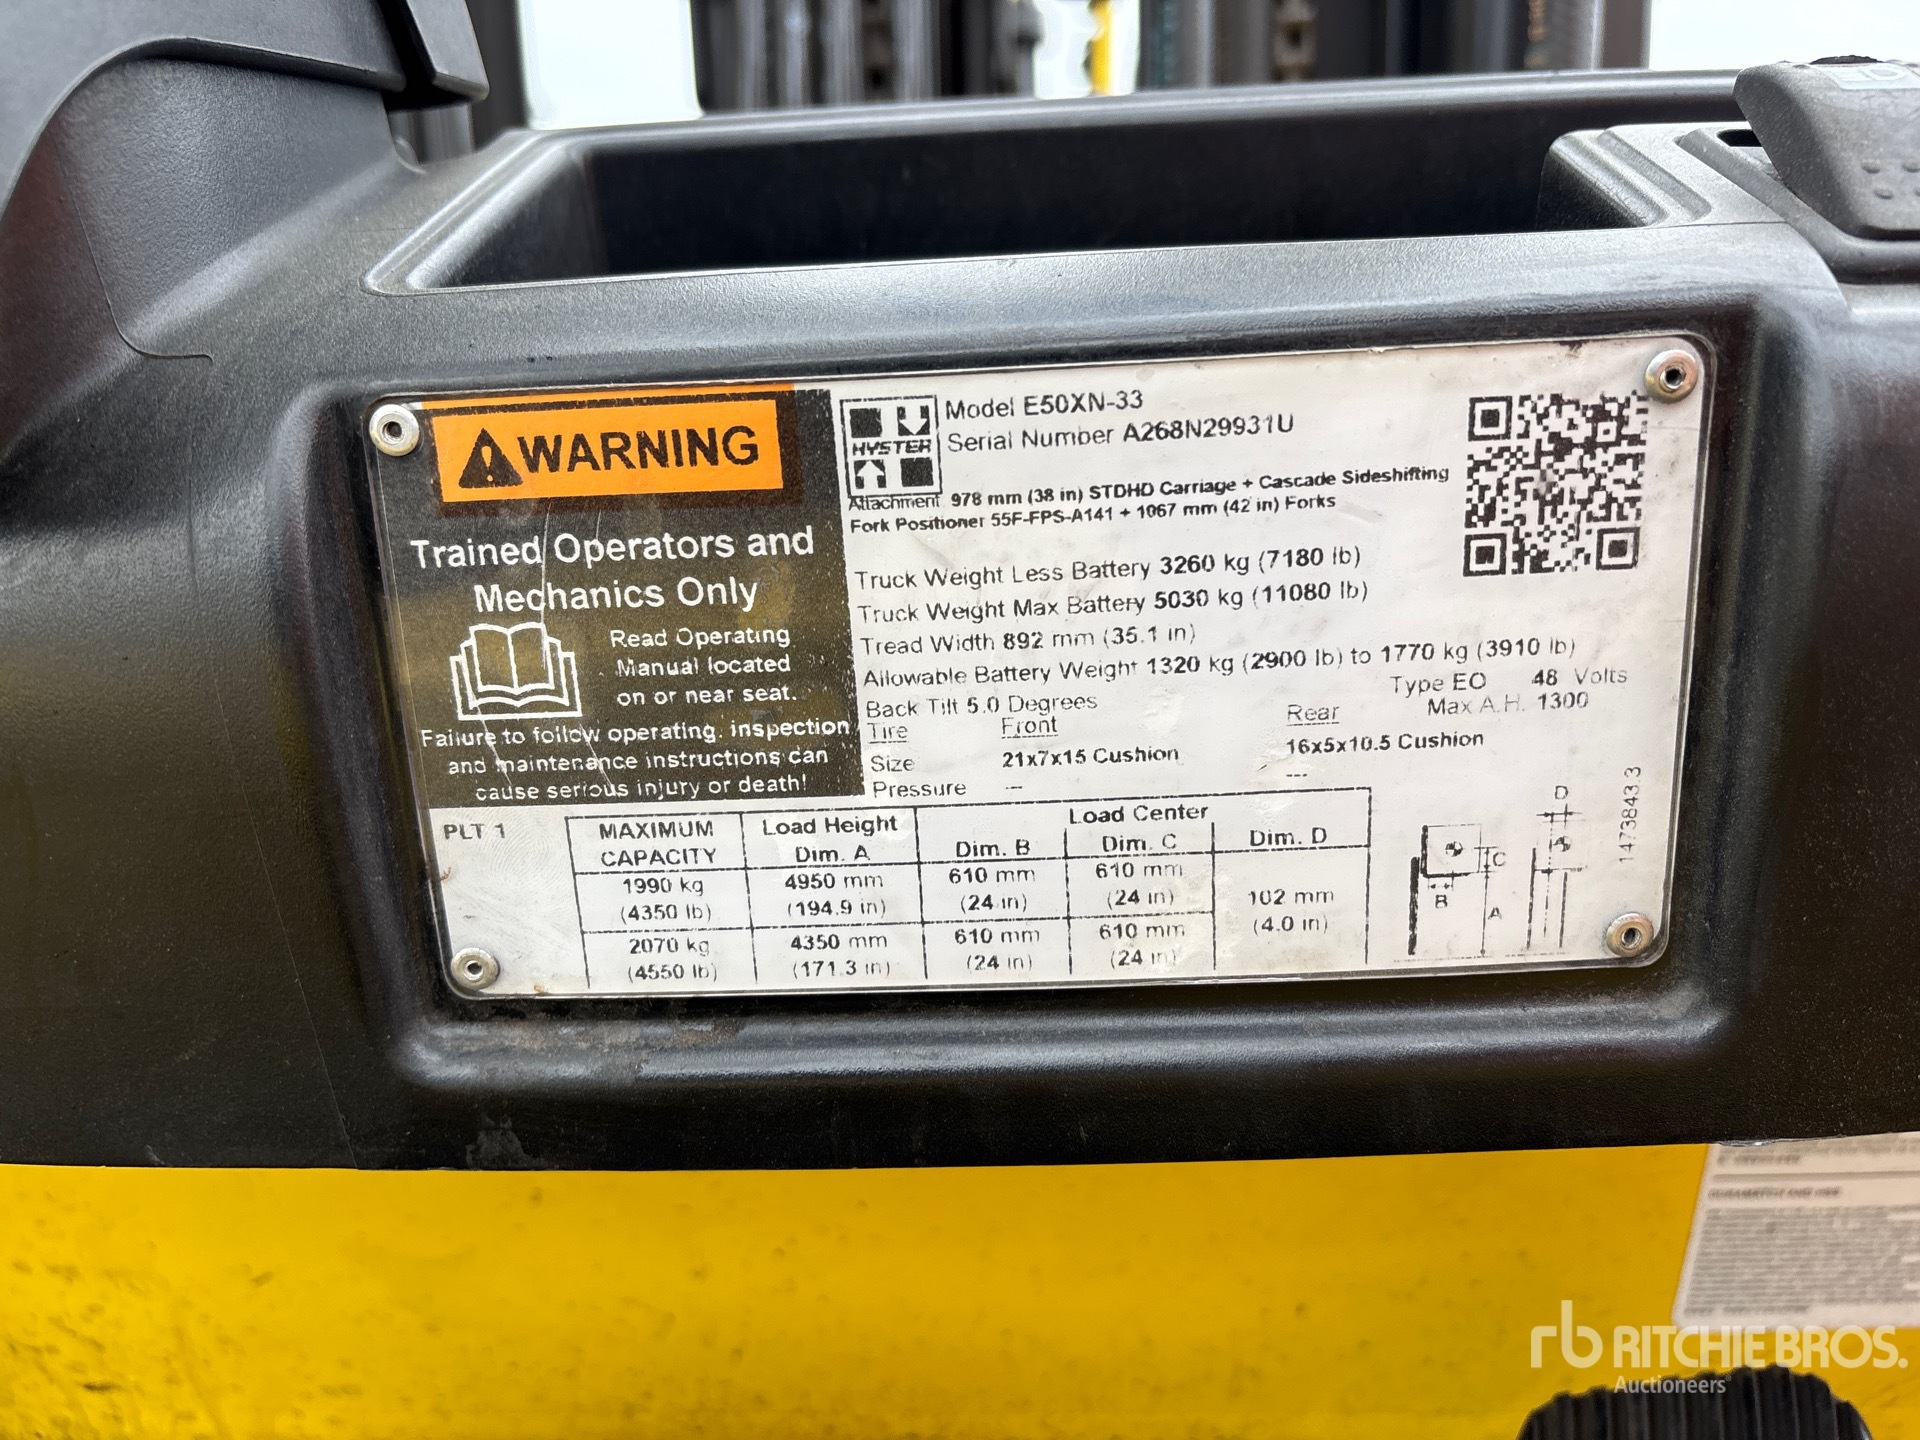 WARNING
Trained Operators and
Mechanics Only
Read Operating
Manual located
on or near seat.
Failure to follow operating, inspection
and maintenance instructions can
cause serious injury or death!
HYSTER
Model E50XN-33
Serial Number A268N29931U
Attachment 978 mm (38 in) STDHD Carriage + Cascade Sideshifting
Fork Positioner 55F-FPS-A141 + 1067 mm (42 in) Forks
Truck Weight Less Battery 3260 kg (7180 lb)
Truck Weight Max Battery 5030 kg (11080 lb)
Tread Width 892 mm (35.1 in)
Allowable Battery Weight 1320 kg (2900 lb) to 1770 kg (3910 lb)
Back Tilt 5.0 Degrees Type EO 48 Volts
Max A.H. 1300
Tire Front Rear
Size 21x7x15 Cushion 16x5x10.5 Cushion
Pressure --- ---
PLT 1
MAXIMUM CAPACITY Load Height Dim. A Load Center
Dim. B Dim. C Dim. D
1990 kg 4950 mm 610 mm 610 mm
(4350 lb) (194.9 in) (24 in) (24 in)
102 mm
(4.0 in)
2070 kg 4350 mm 610 mm 610 mm
(4550 lb) (171.3 in) (24 in) (24 in)
D
C
B
A
147384333
rb RITCHIE BROS.
Auctioneers